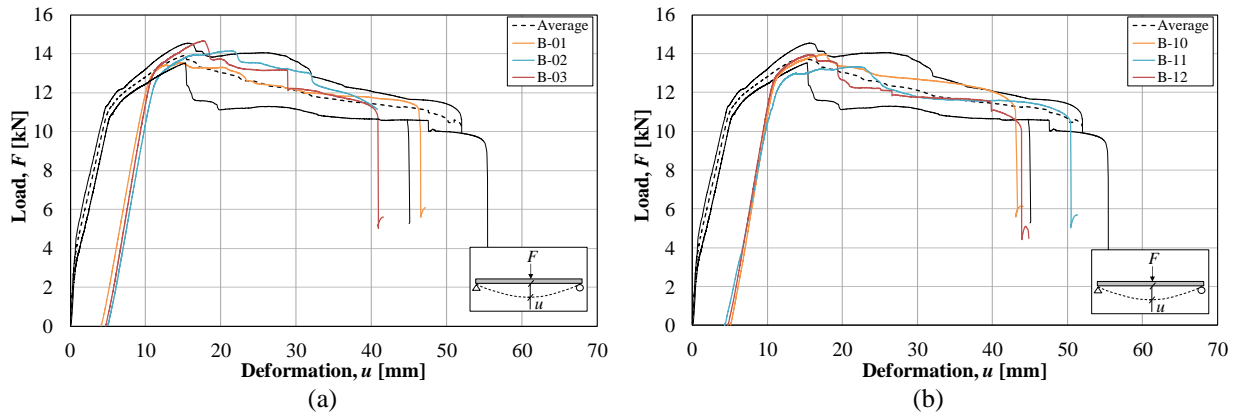 16
14
12
10
8
6
4
2
0
Load, F [kN]
Average
B-01
B-02
B-03
F
u
0 10 20 30 40 50 60 70
Deformation, u [mm]
(a)
16
14
12
10
8
6
4
2
0
Load, F [kN]
Average
B-10
B-11
B-12
F
u
0 10 20 30 40 50 60 70
Deformation, u [mm]
(b)